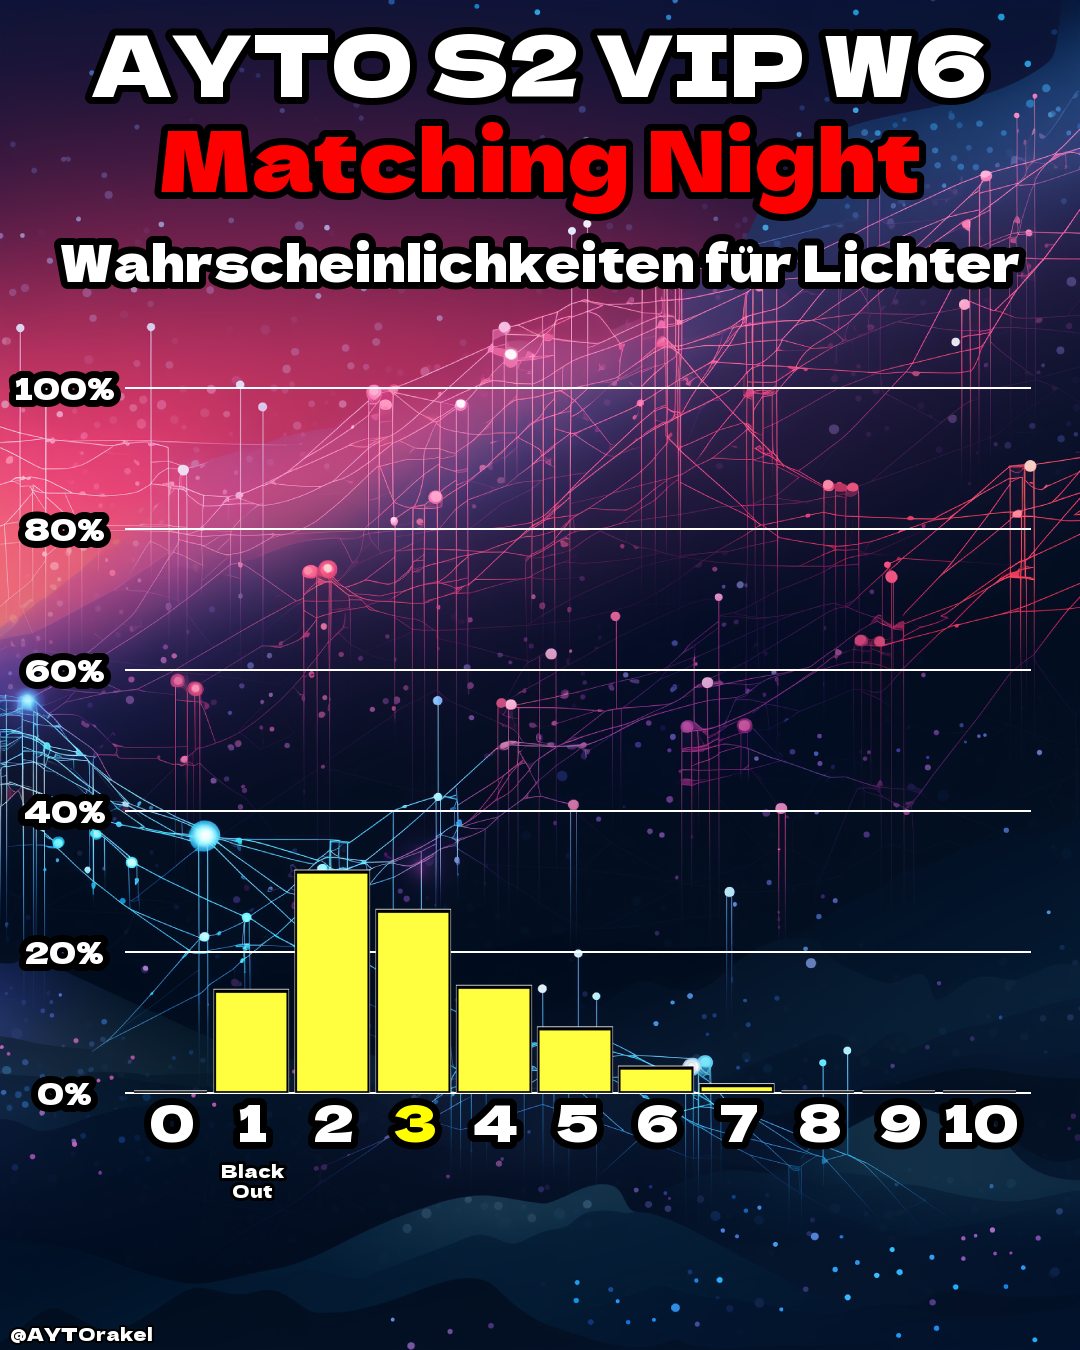 AYTO S2 VIP W6
Matching Night
Wahrscheinlichkeiten für Lichter
100%
80%
60%
40%
20%
0%
0 1 2 3 4 5 6 7 8 9 10
Black
Out
@AYTOrakel